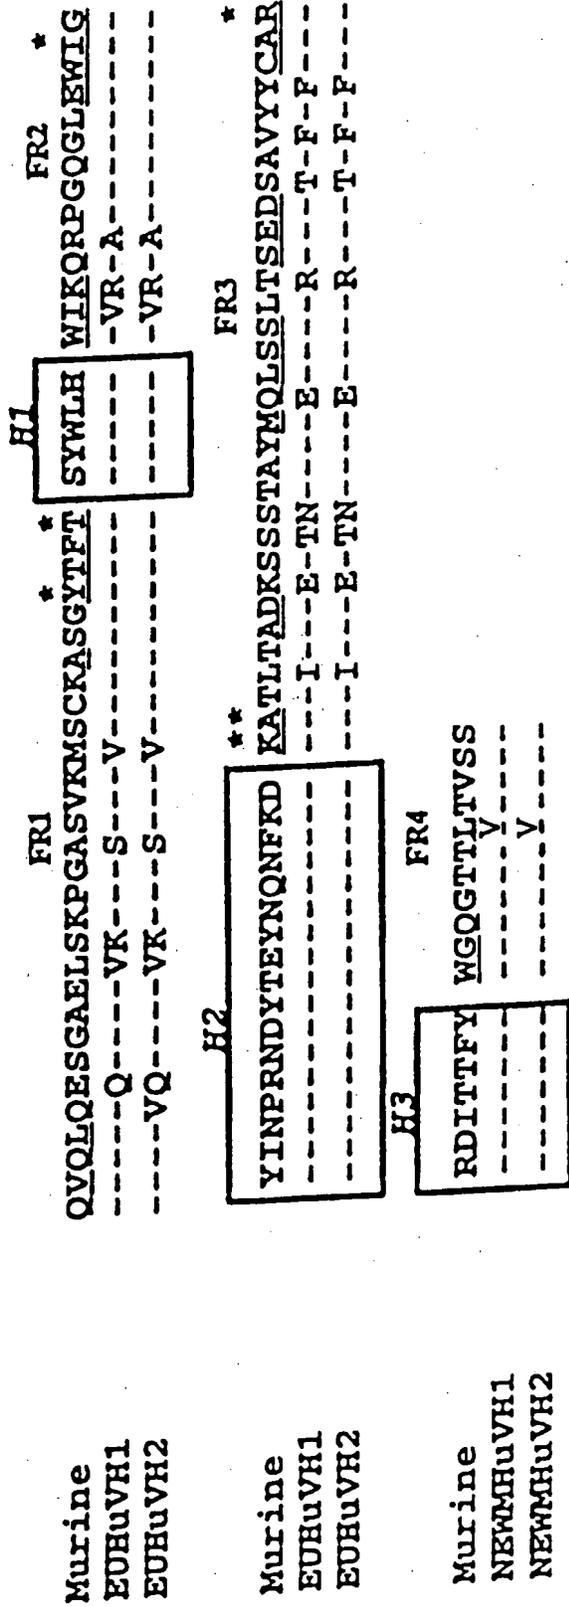 FR1 H1 FR2
* * *
Murine QVQLQESGAELSKPGASVKMSCKASGYTFT SYWLH WIKQRPGQGLEWIG
EUHuVH1 -----Q----VK---S---V---------- ----- -VR-A---------
EUHuVH2 ----VQ----VK---S---V---------- ----- -VR-A---------
H2 FR3
** *
Murine YINPRNDYTEYNQNFKD KATLTADKSSSTAYMQLSSLTSEDSAVYYCAR
EUHuVH1 ----------------- ---I---E-TN----E----R---T-F-F----
EUHuVH2 ----------------- ---I---E-TN----E----R---T-F-F----
H3 FR4
Murine RDITTFY WGQGTTLTVSS
NEWMHuVH1 ------- ------V----
NEWMHuVH2 ------- ------V----